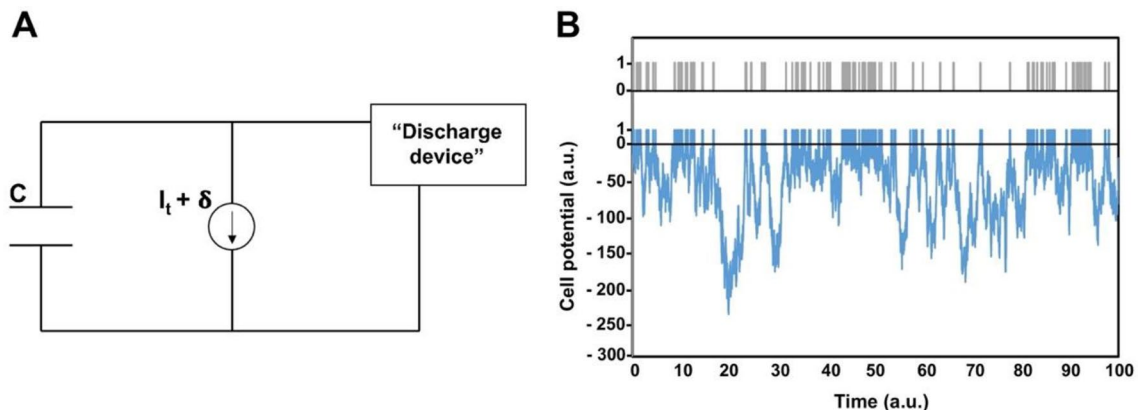 A
"Discharge
device"
C
Iₜ + δ
B
1
0
1
0
- 50
- 100
- 150
- 200
- 250
- 300
Cell potential (a.u.)
0 10 20 30 40 50 60 70 80 90 100
Time (a.u.)